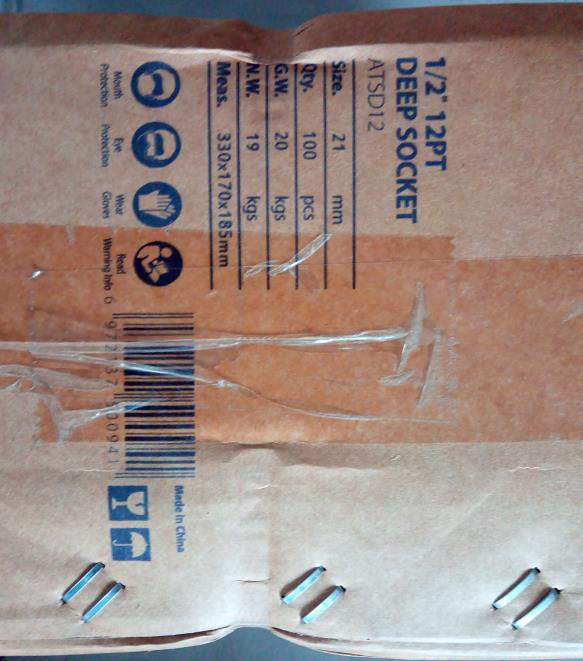 1/2" 12PT
DEEP SOCKET
ATSD12
Size. 21 mm
Qty. 100 pcs
G.W. 20 kgs
N.W. 19 kgs
Meas. 330x170x185mm
Mouth Protection
Eye Protection
Wear Gloves
Read Warning Info
Made in China